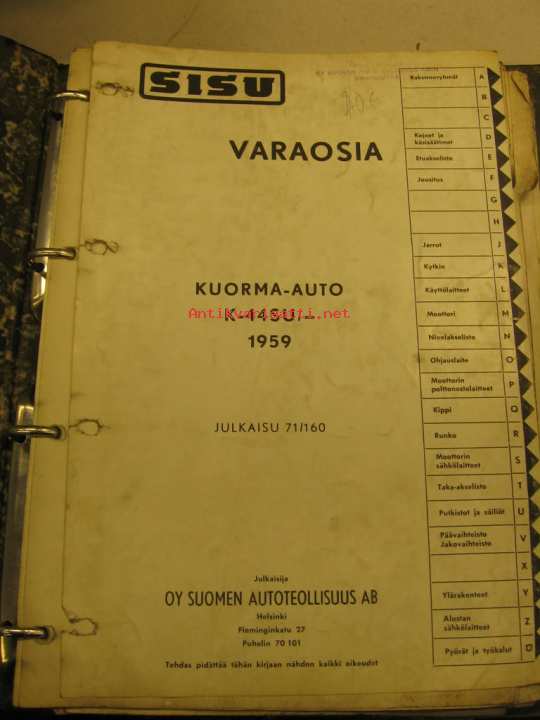 SISU
VARAOSIA
KUORMA-AUTO
K-14SU/-
Antikvariaatti.net
1959
JULKAISU 71/160
Julkaisija
OY SUOMEN AUTOTEOLLISUUS AB
Helsinki
Fleminginkatu 27
Puhelin 70 101
Tehdas pidättää tähän kirjaan nähden kaikki oikeudet
Rakenneryhmät A
B
C
Kojeet ja
käsisäätimet D
Etuakselisto E
Jousitus F
G
H
Jarrut J
Kytkin K
Käyttölaitteet L
Moottori M
Nivelakselisto N
Ohjauslaite O
Moottorin
polttonestelaitteet P
Kippi Q
Runko R
Moottorin
sähkölaitteet S
Taka-akselisto T
Putkistot ja säiliöt U
Päävaihteisto
Jakovaihteisto V
X
Ylärakenteet Y
Alustan
sähkölaitteet Z
Pyörät ja työkalut Ö